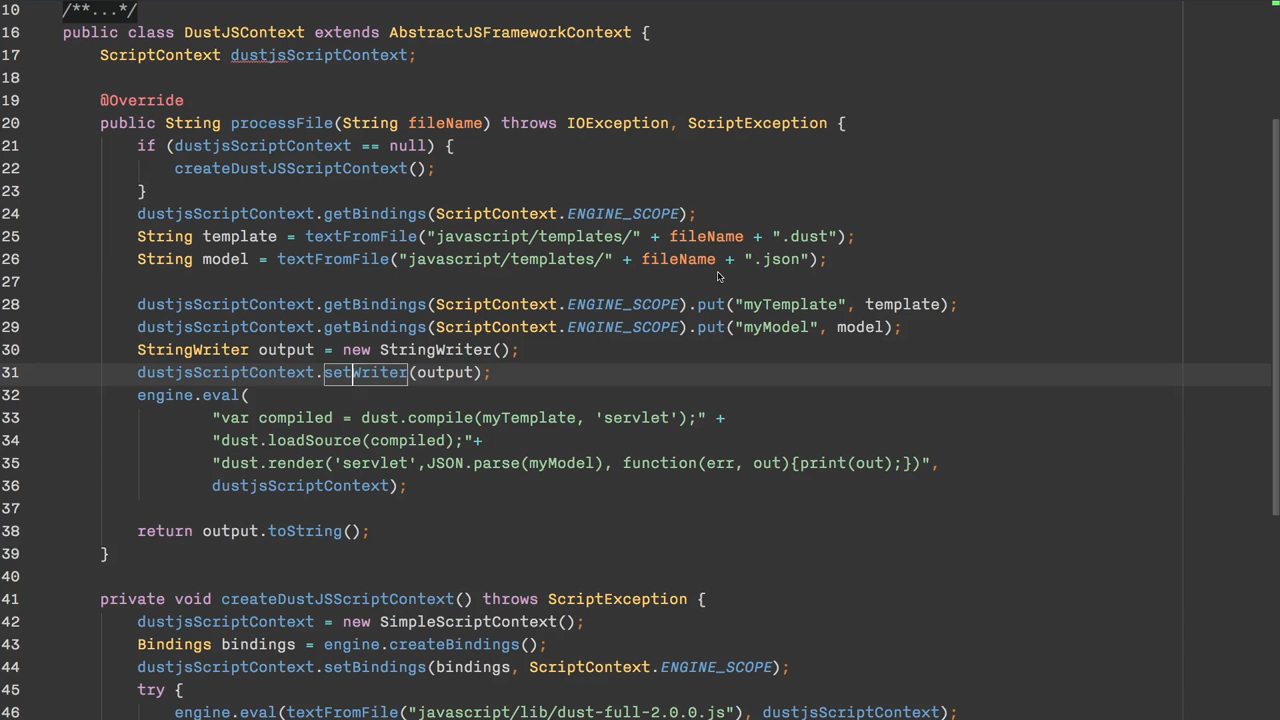 10 /**...*/
16 public class DustJSContext extends AbstractJSFrameworkContext {
17 ScriptContext dustjsScriptContext;
18
19 @Override
20 public String processFile(String fileName) throws IOException, ScriptException {
21 if (dustjsScriptContext == null) {
22 createDustJSScriptContext();
23 }
24 dustjsScriptContext.getBindings(ScriptContext.ENGINE_SCOPE);
25 String template = textFromFile("javascript/templates/" + fileName + ".dust");
26 String model = textFromFile("javascript/templates/" + fileName + ".json");
27
28 dustjsScriptContext.getBindings(ScriptContext.ENGINE_SCOPE).put("myTemplate", template);
29 dustjsScriptContext.getBindings(ScriptContext.ENGINE_SCOPE).put("myModel", model);
30 StringWriter output = new StringWriter();
31 dustjsScriptContext.setWriter(output);
32 engine.eval(
33 "var compiled = dust.compile(myTemplate, 'servlet');" +
34 "dust.loadSource(compiled);"+
35 "dust.render('servlet',JSON.parse(myModel), function(err, out){print(out);})",
36 dustjsScriptContext);
37
38 return output.toString();
39 }
40
41 private void createDustJSScriptContext() throws ScriptException {
42 dustjsScriptContext = new SimpleScriptContext();
43 Bindings bindings = engine.createBindings();
44 dustjsScriptContext.setBindings(bindings, ScriptContext.ENGINE_SCOPE);
45 try {
46 engine.eval(textFromFile("javascript/lib/dust-full-2.0.0.js"), dustjsScriptContext);